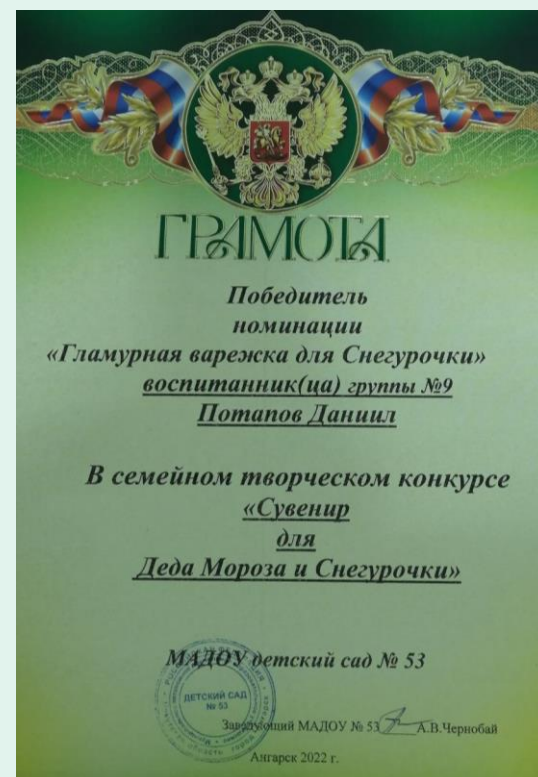 ГРАМОТА
Победитель
номинации
«Гламурная варежка для Снегурочки»
воспитанник(ца) группы №9
Потапов Даниил
В семейном творческом конкурсе
«Сувенир
для
Деда Мороза и Снегурочки»
МАДОУ детский сад № 53
ДЕТСКИЙ САД
№ 53
Заведующий МАДОУ № 53 А.В.Чернобай
Ангарск 2022 г.